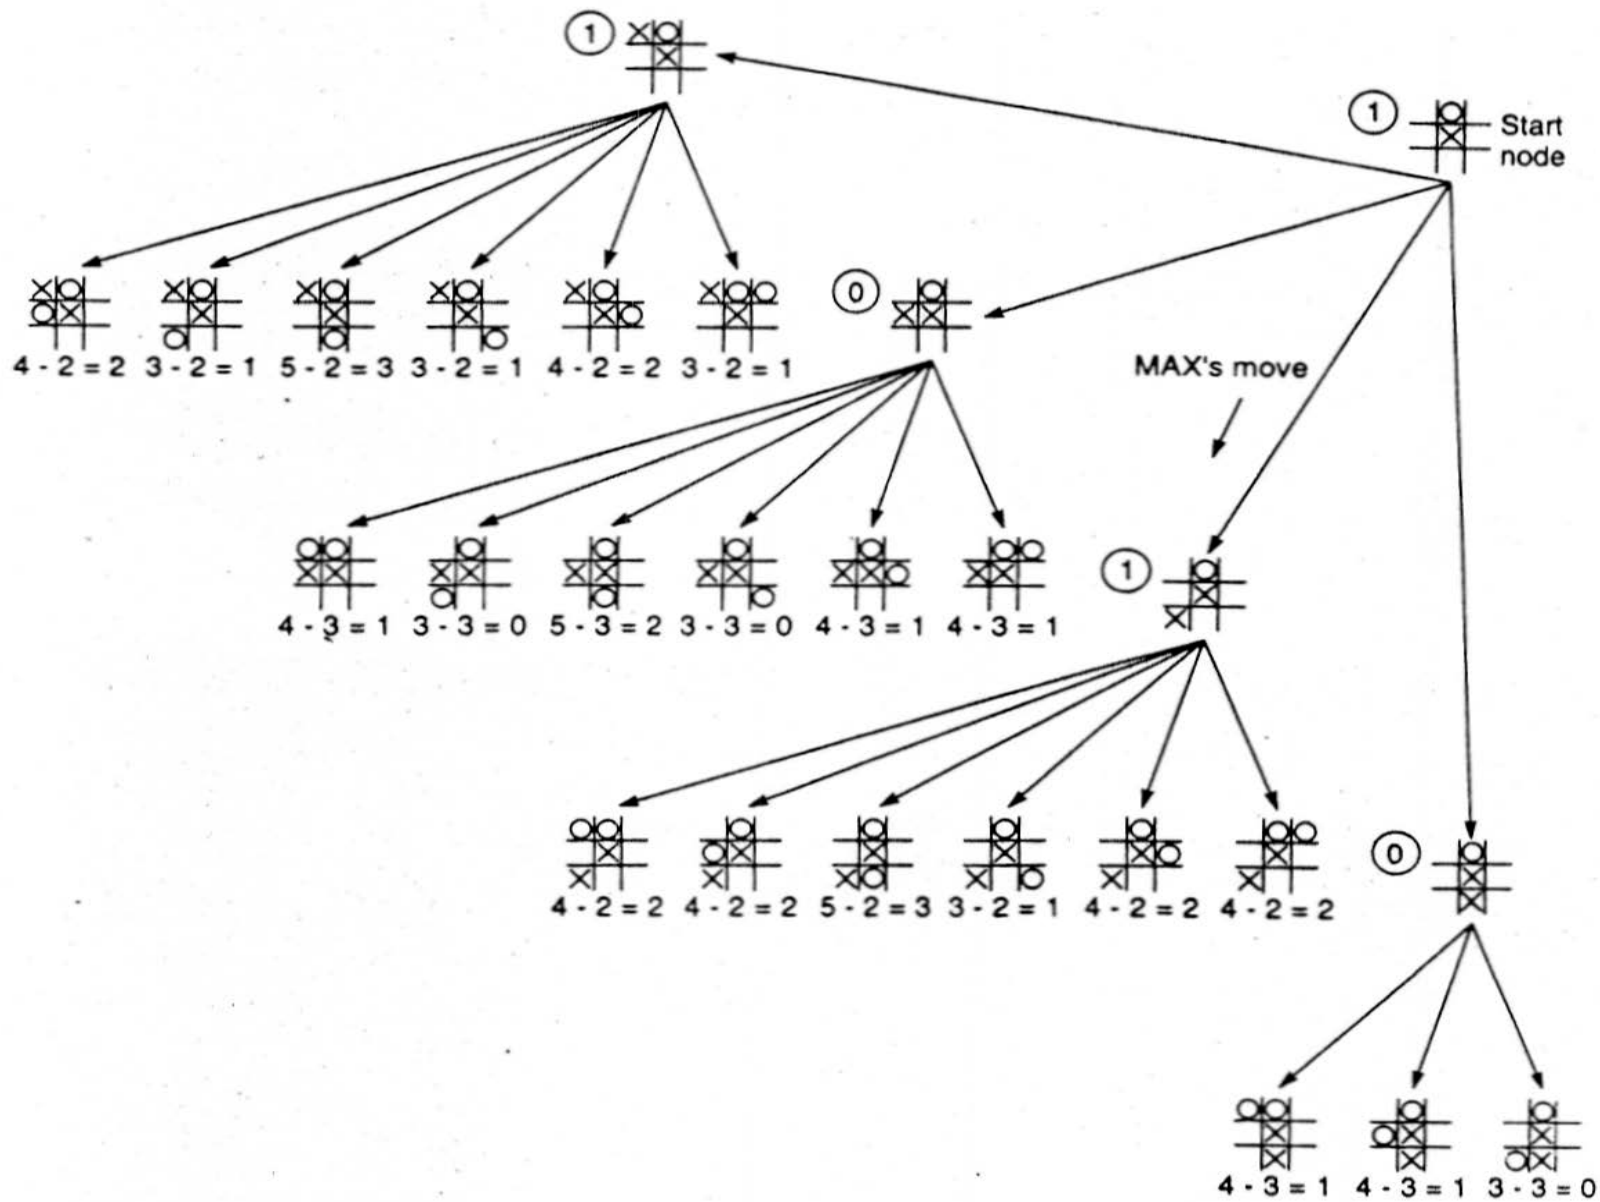 1
1
Start
node
4 - 2 = 2 3 - 2 = 1 5 - 2 = 3 3 - 2 = 1 4 - 2 = 2 3 - 2 = 1
0
MAX's move
4 - 3 = 1 3 - 3 = 0 5 - 3 = 2 3 - 3 = 0 4 - 3 = 1 4 - 3 = 1
1
4 - 2 = 2 4 - 2 = 2 5 - 2 = 3 3 - 2 = 1 4 - 2 = 2 4 - 2 = 2
0
4 - 3 = 1 4 - 3 = 1 3 - 3 = 0